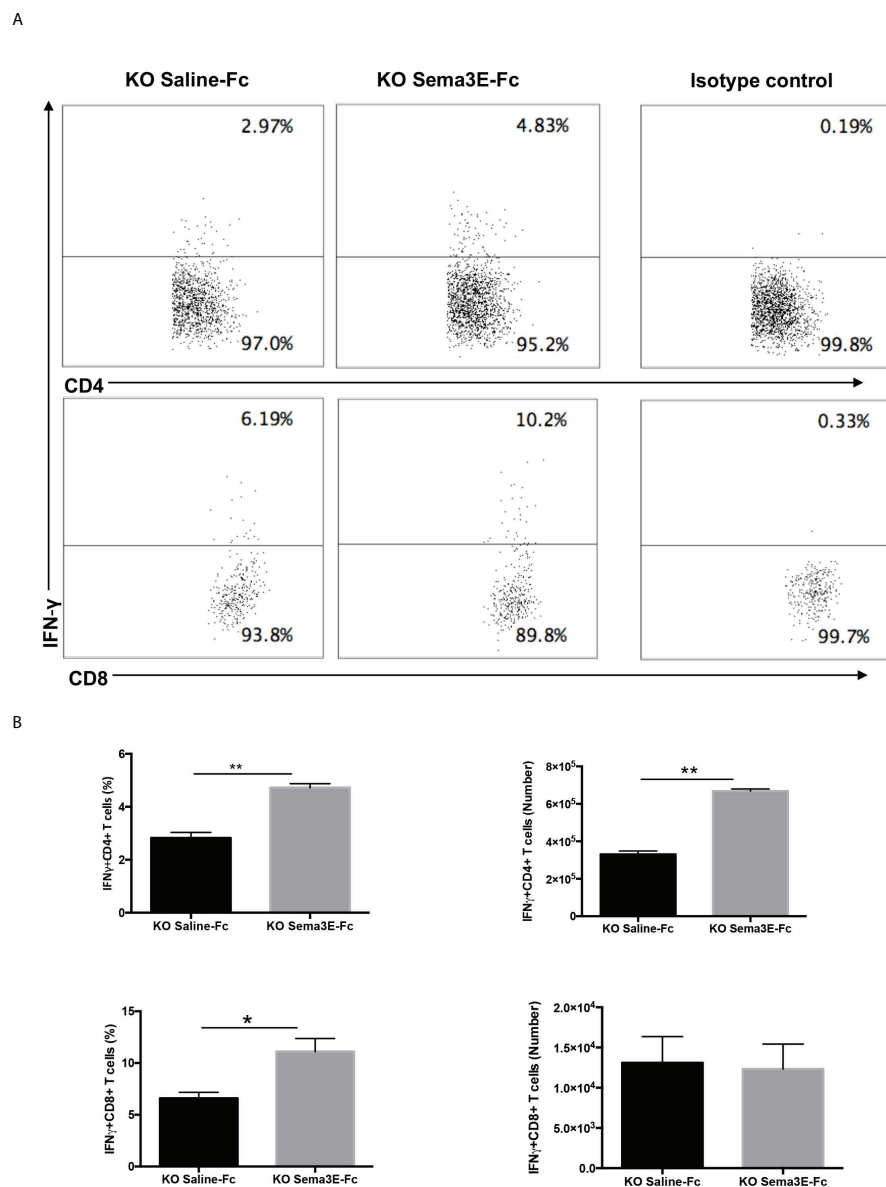 A
KO Saline-Fc KO Sema3E-Fc Isotype control
2.97% 4.83% 0.19%
97.0% 95.2% 99.8%
CD4
6.19% 10.2% 0.33%
93.8% 89.8% 99.7%
IFN-γ
CD8
B
IFNγ+CD4+ T cells (%)
6
4
2
0
**
KO Saline-Fc KO Sema3E-Fc
IFNγ+CD4+ T cells (Number)
8×10⁵
6×10⁵
4×10⁵
2×10⁵
0
**
KO Saline-Fc KO Sema3E-Fc
IFNγ+CD8+ T cells (%)
15
10
5
0
*
KO Saline-Fc KO Sema3E-Fc
IFNγ+CD8+ T cells (Number)
2.0×10⁴
1.5×10⁴
1.0×10⁴
5.0×10³
0.0
KO Saline-Fc KO Sema3E-Fc